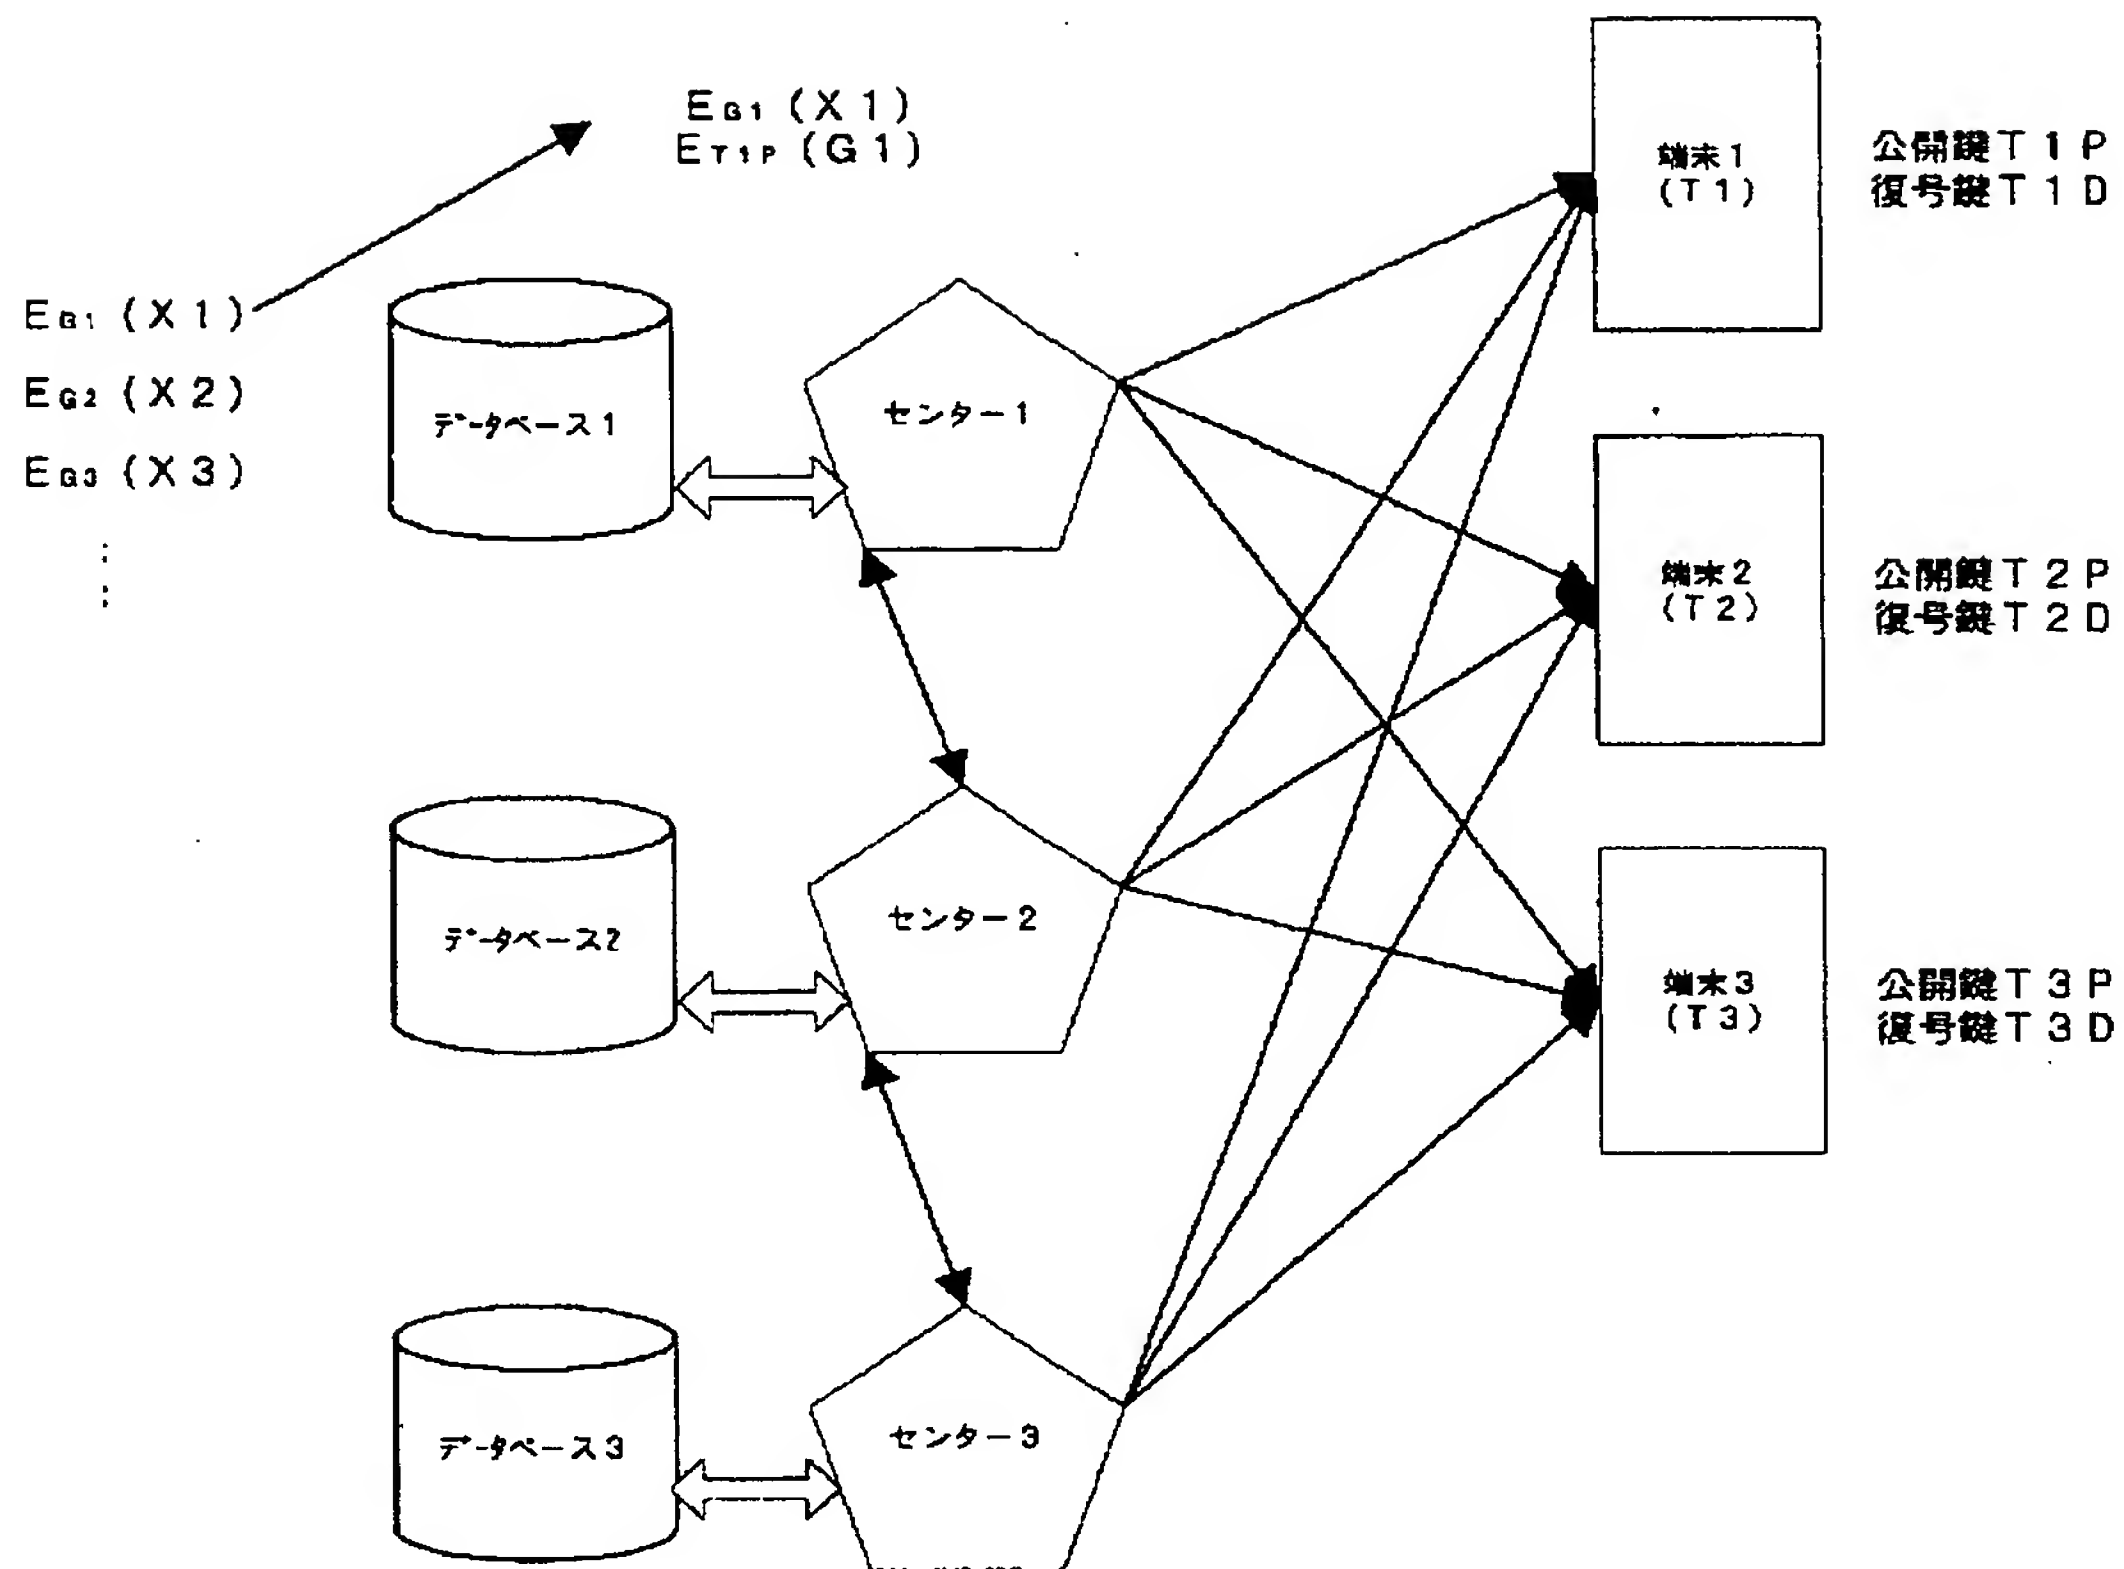 EG1 (X1)
ET1P (G1)
端末1
(T1)
公開鍵T1P
復号鍵T1D
EG1 (X1)
EG2 (X2)
EG3 (X3)
データベース1
センター1
端末2
(T2)
公開鍵T2P
復号鍵T2D
データベース2
センター2
端末3
(T3)
公開鍵T3P
復号鍵T3D
データベース3
センター3